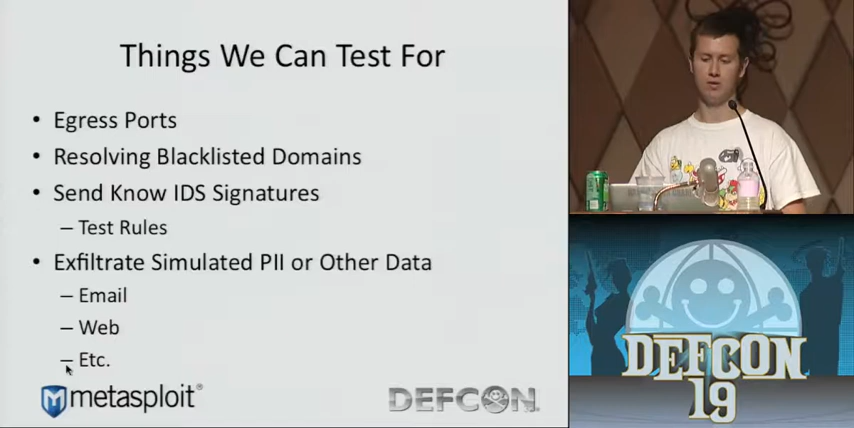 Things We Can Test For
• Egress Ports
• Resolving Blacklisted Domains
• Send Know IDS Signatures
– Test Rules
• Exfiltrate Simulated PII or Other Data
– Email
– Web
– Etc.
metasploit®
DEFCON
DEFCON
19